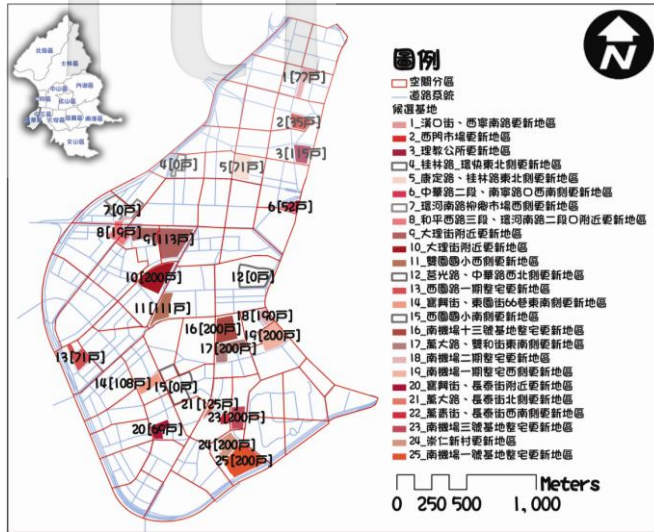 北投區
士林區
中山區
內湖區
松山區
南港區
文山區
N
圖例
空間分區
道路系統
候選基地
1_漢口街、西寧南路更新地區
2_西門市場更新地區
3_理教公所更新地區
4_桂林路_環快東北側更新地區
5_康定路、桂林路東北側更新地區
6_中華路二段、南寧路口西南側更新地區
7_環河南路柳鄉市場西側更新地區
8_和平西路三段、環河南路二段口附近更新地區
9_大理街附近更新地區
10_大理街附近更新地區
11_雙園國小西側更新地區
12_莒光路、中華路西北側更新地區
13_西園路一期整宅更新地區
14_寶興街、東園街66巷東南側更新地區
15_西園國小南側更新地區
16_南機場十三號基地整宅更新地區
17_萬大路、雙和街東南側更新地區
18_南機場二期整宅更新地區
19_南機場一期整宅西側更新地區
20_寶興街、長泰街附近更新地區
21_萬大路、長泰街北側更新地區
22_萬壽街、長泰街西南側更新地區
23_南機場三號基地整宅更新地區
24_崇仁新村更新地區
25_南機場一號基地整宅更新地區
Meters
0 250 500 1,000
1[77戶]
2[35戶]
3[115戶]
4[0戶]
5[71戶]
6[52戶]
7[0戶]
8[19戶]
9[113戶]
10[200戶]
12[0戶]
11[111戶]
18[190戶]
16[200戶]
19[200戶]
17[200戶]
13[71戶]
14[108戶]
15[0戶]
21[125戶]
23[200戶]
20[69戶]
24[200戶]
25[200戶]